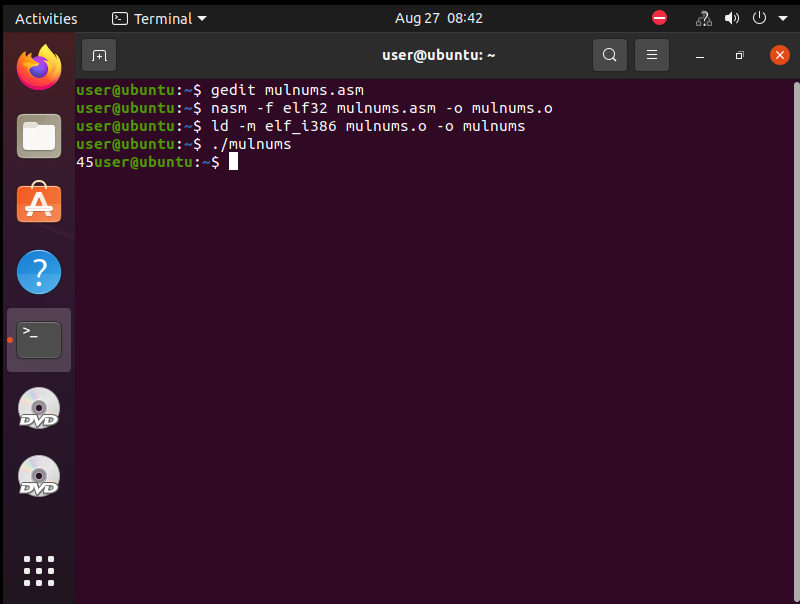 Activities Terminal Aug 27 08:42
user@ubuntu: ~
user@ubuntu:~$ gedit mulnums.asm
user@ubuntu:~$ nasm -f elf32 mulnums.asm -o mulnums.o
user@ubuntu:~$ ld -m elf_i386 mulnums.o -o mulnums
user@ubuntu:~$ ./mulnums
45user@ubuntu:~$
>_
DVD
DVD